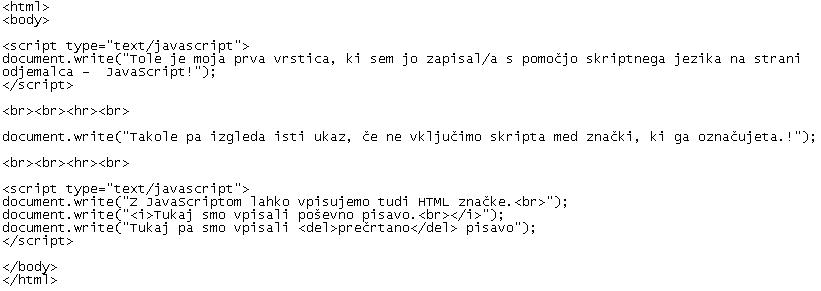 <html>
<body>
<script type="text/javascript">
document.write("Tole je moja prva vrstica, ki sem jo zapisal/a s pomočjo skriptnega jezika na strani
odjemalca –  JavaScript!");
</script>
<br><br><hr><br>
document.write("Takole pa izgleda isti ukaz, če ne vključimo skripta med znački, ki ga označujeta.!");
<br><br><hr><br>
<script type="text/javascript">
document.write("Z JavaScriptom lahko vpisujemo tudi HTML značke.<br>");
document.write("<i>Tukaj smo vpisali poševno pisavo.<br></i>");
document.write("Tukaj pa smo vpisali <del>prečrtano</del> pisavo");
</script>
</body>
</html>